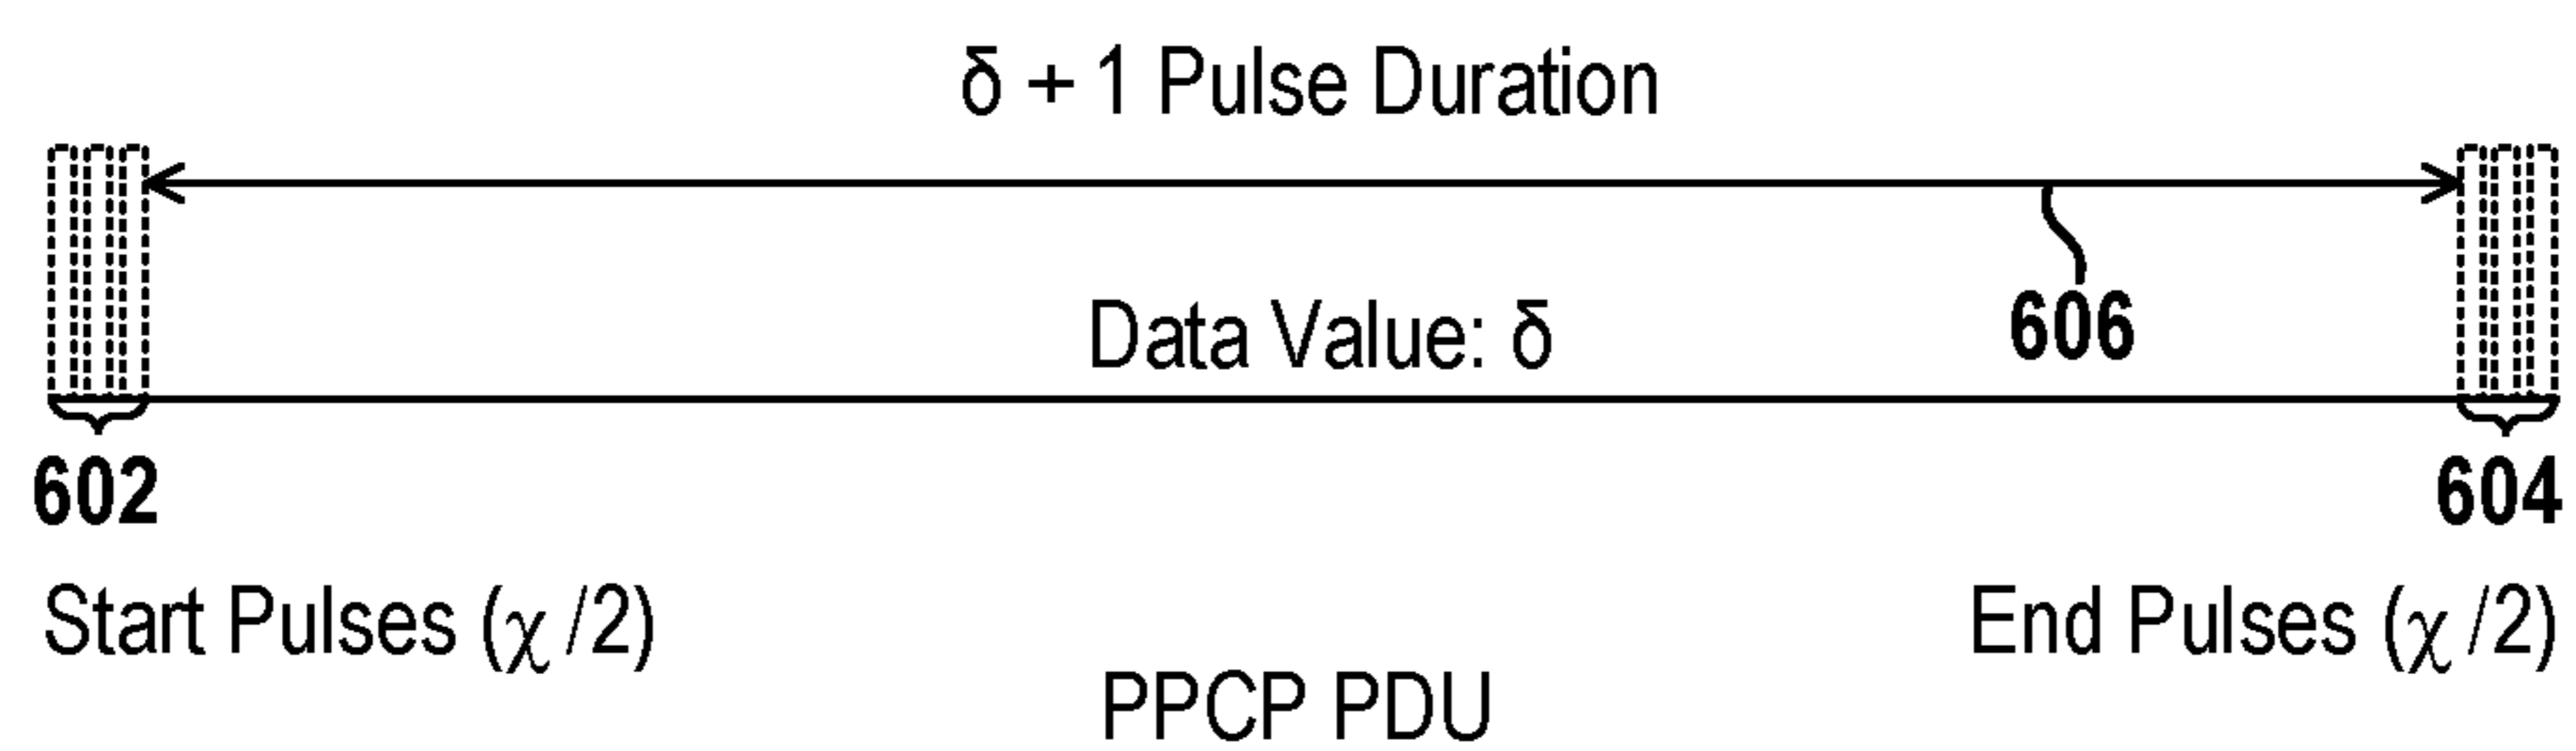 δ + 1 Pulse Duration
606
Data Value: δ
602
604
Start Pulses (χ/2)
End Pulses (χ/2)
PPCP PDU